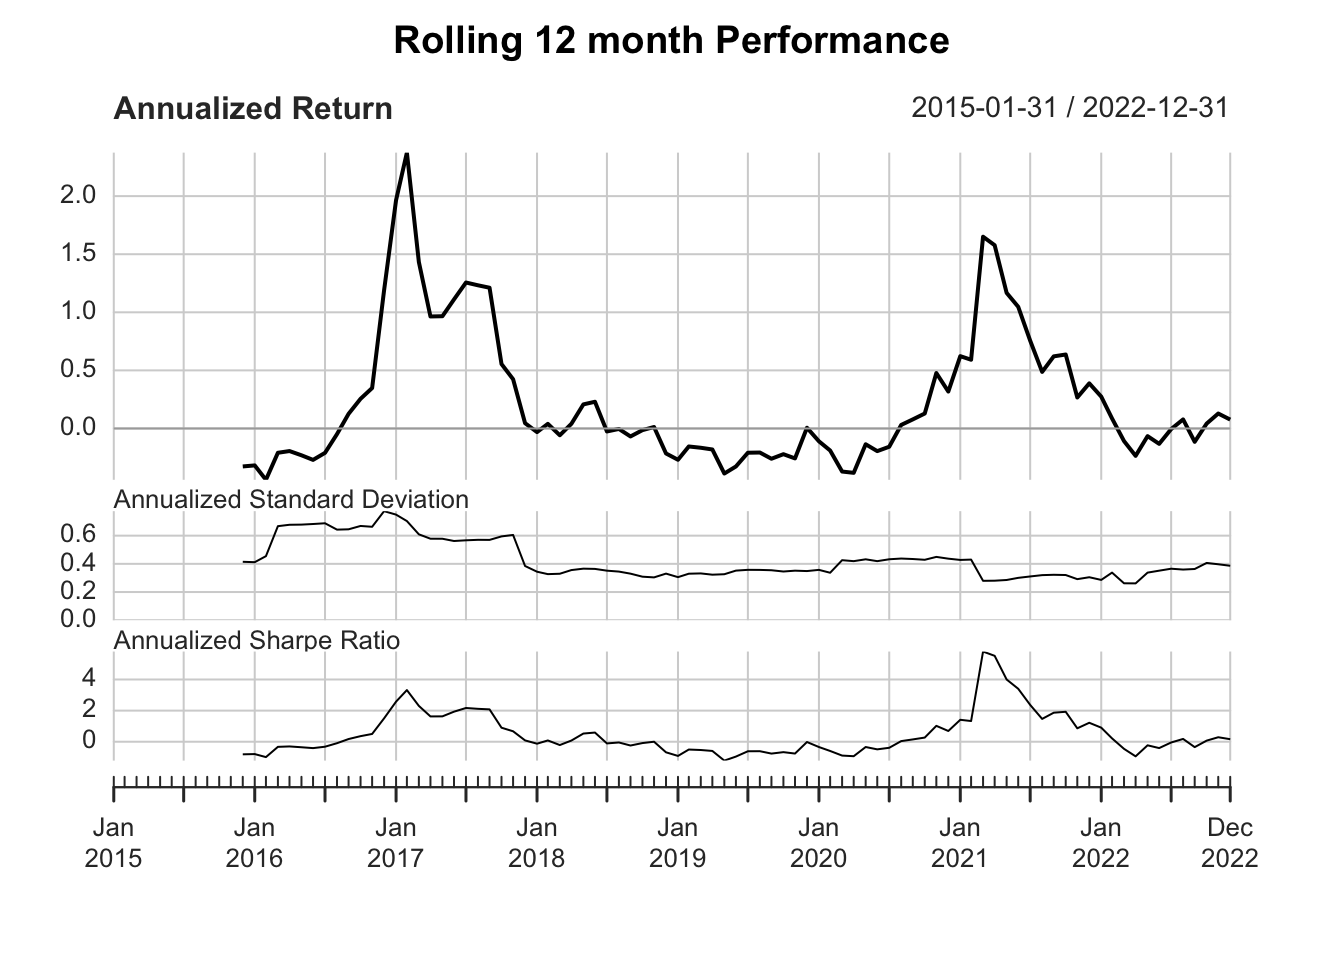 Rolling 12 month Performance
Annualized Return 2015-01-31 / 2022-12-31
2.0
1.5
1.0
0.5
0.0
Annualized Standard Deviation
0.6
0.4
0.2
0.0
Annualized Sharpe Ratio
4
2
0
Jan Jan Jan Jan Jan Jan Jan Jan Dec
2015 2016 2017 2018 2019 2020 2021 2022 2022